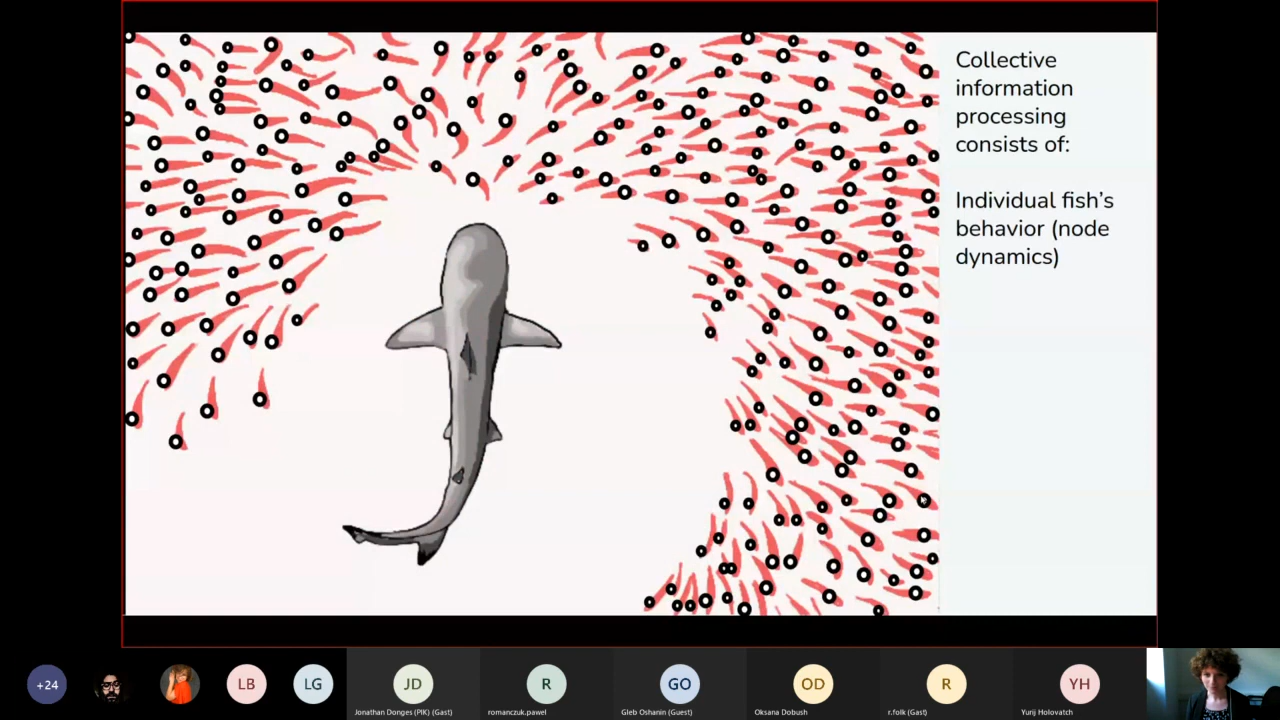 Collective
information
processing
consists of:
Individual fish's
behavior (node
dynamics)
+24
LB
LG
JD
R
GO
OD
R
YH
Jonathan Donges (PIK) (Gast)
romanczuk.pawel
Gleb Oshanin (Guest)
Oksana Dobush
r.folk (Gast)
Yurij Holovatch